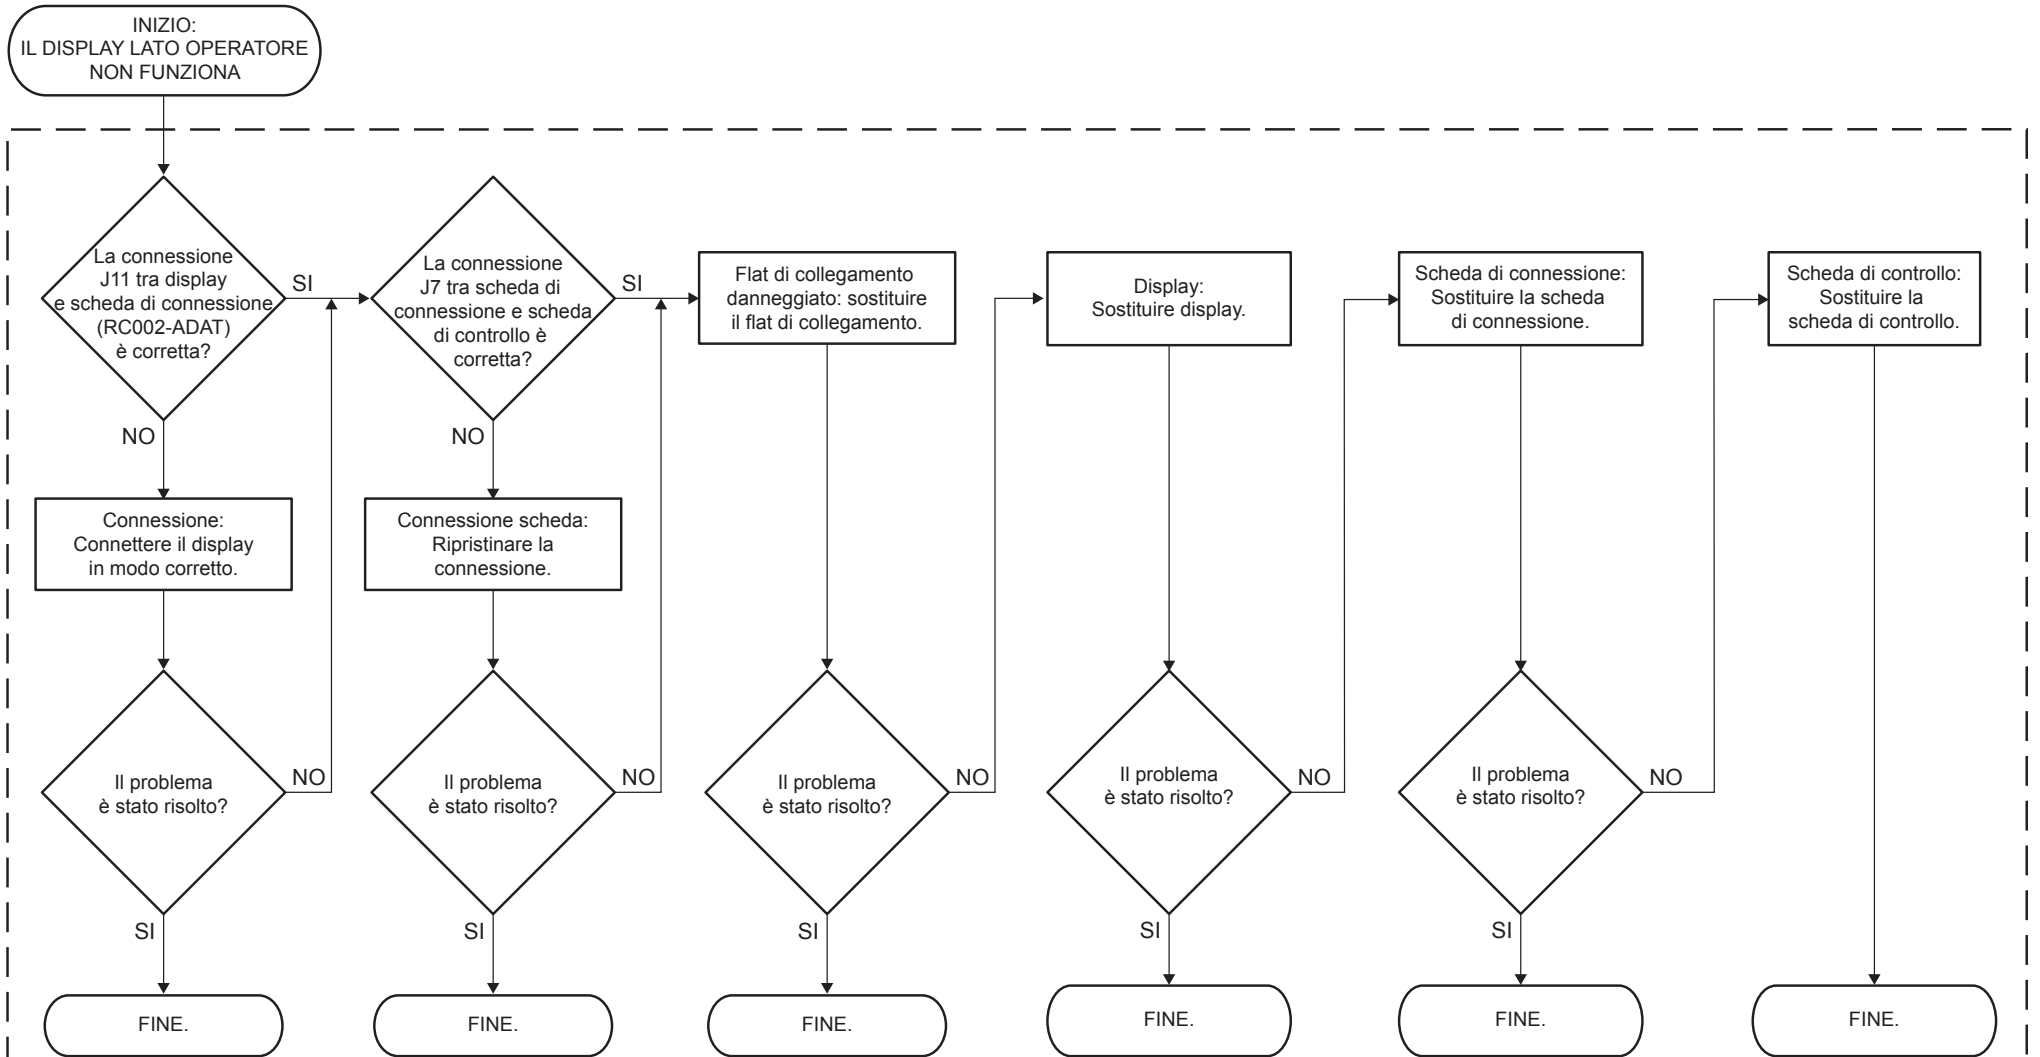 INIZIO:
IL DISPLAY LATO OPERATORE
NON FUNZIONA
La connessione
J11 tra display
e scheda di connessione
(RC002-ADAT)
è corretta?
SI
NO
Connessione:
Connettere il display
in modo corretto.
Il problema
è stato risolto?
NO
SI
FINE.
La connessione
J7 tra scheda di
connessione e scheda
di controllo è
corretta?
SI
NO
Connessione scheda:
Ripristinare la
connessione.
Il problema
è stato risolto?
NO
SI
FINE.
Flat di collegamento
danneggiato: sostituire
il flat di collegamento.
Il problema
è stato risolto?
NO
SI
FINE.
Display:
Sostituire display.
Il problema
è stato risolto?
NO
SI
FINE.
Scheda di connessione:
Sostituire la scheda
di connessione.
Il problema
è stato risolto?
NO
SI
FINE.
Scheda di controllo:
Sostituire la
scheda di controllo.
FINE.